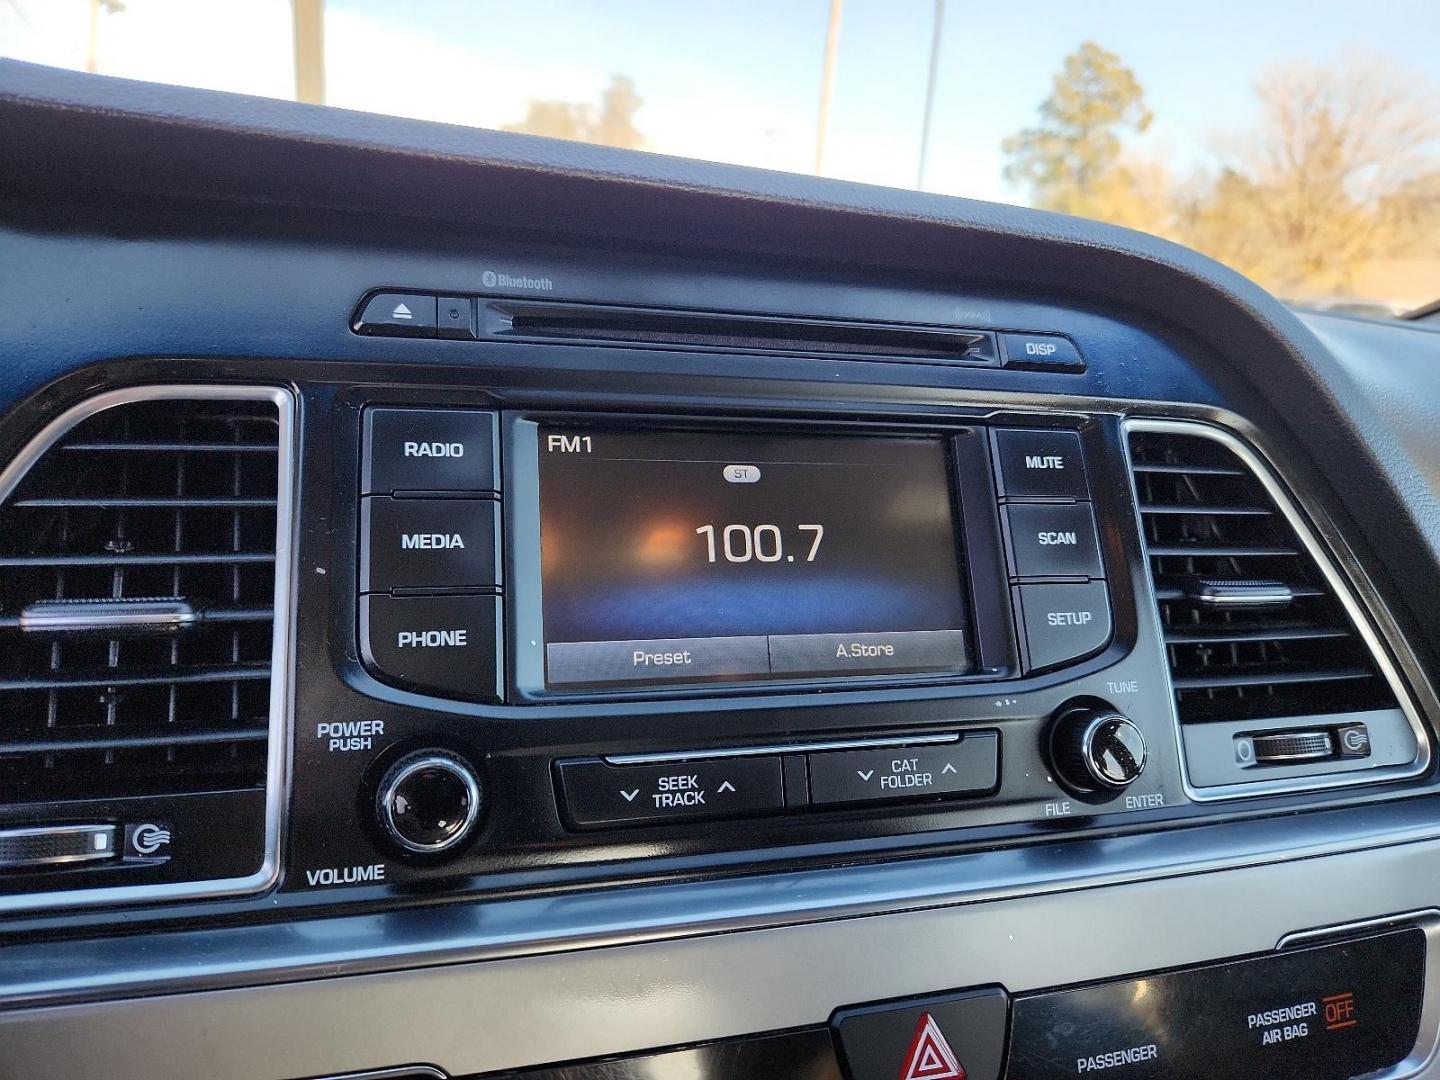 Bluetooth
XM
DISP
RADIO
FM1
MUTE
ST
MEDIA
100.7
SCAN
PHONE
SETUP
Preset
A.Store
TUNE
POWER
PUSH
SEEK
TRACK
CAT
FOLDER
FILE
ENTER
VOLUME
PASSENGER
AIR BAG
OFF
PASSENGER